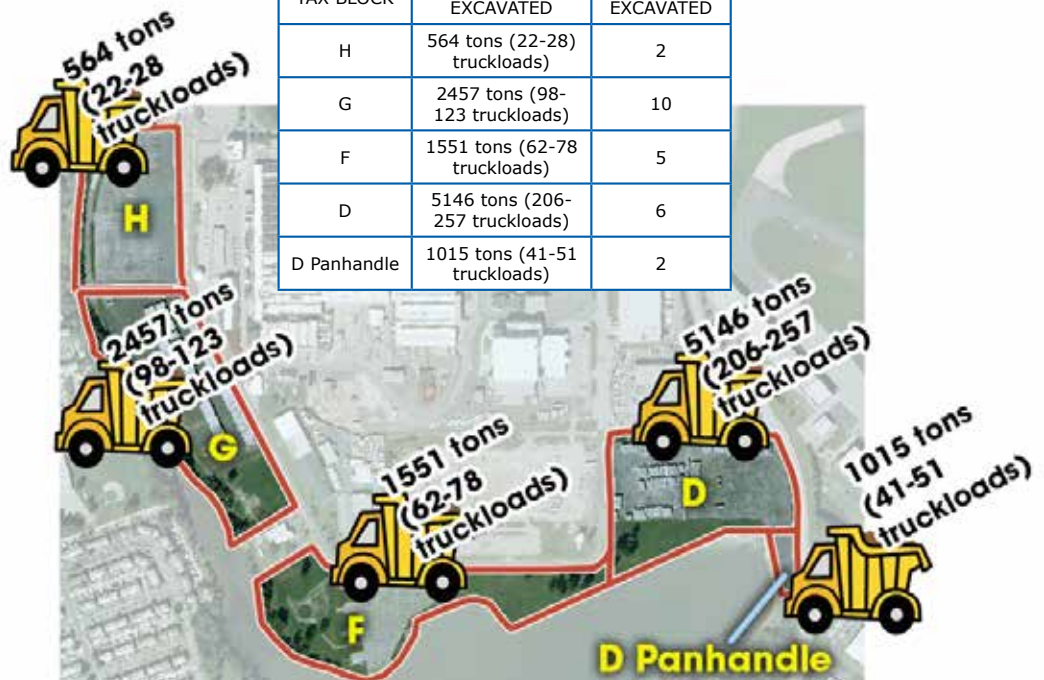 TAX BLOCK
EXCAVATED
EXCAVATED
H
564 tons (22-28)
truckloads)
2
G
2457 tons (98-
123 truckloads)
10
F
1551 tons (62-78
truckloads)
5
D
5146 tons (206-
257 truckloads)
6
D Panhandle
1015 tons (41-51
truckloads)
2
564 tons
(22-28
truckloads)
H
2457 tons
(98-123
truckloads)
G
1551 tons
(62-78
truckloads)
F
5146 tons
(206-257
truckloads)
D
1015 tons
(41-51
truckloads)
D Panhandle